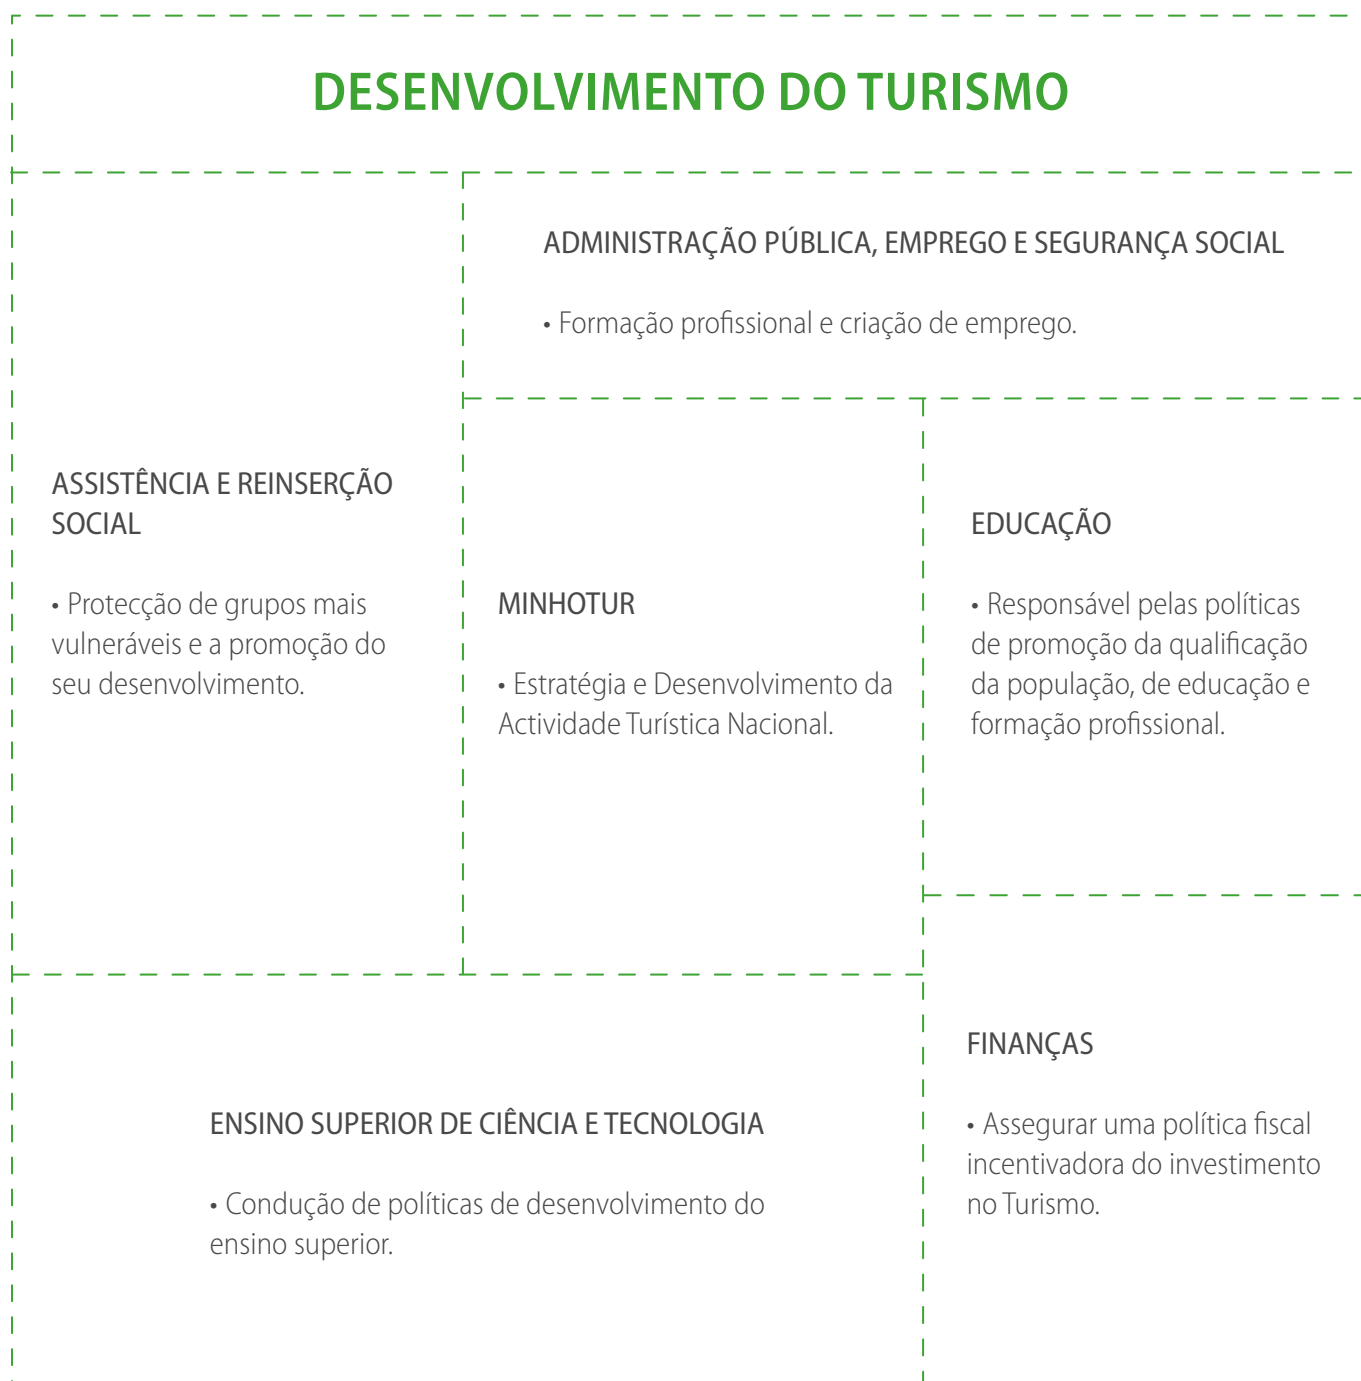 DESENVOLVIMENTO DO TURISMO
ADMINISTRAÇÃO PÚBLICA, EMPREGO E SEGURANÇA SOCIAL
• Formação profissional e criação de emprego.
ASSISTÊNCIA E REINSERÇÃO
SOCIAL
• Protecção de grupos mais
vulneráveis e a promoção do
seu desenvolvimento.
MINHOTUR
• Estratégia e Desenvolvimento da
Actividade Turística Nacional.
EDUCAÇÃO
• Responsável pelas políticas
de promoção da qualificação
da população, de educação e
formação profissional.
ENSINO SUPERIOR DE CIÊNCIA E TECNOLOGIA
• Condução de políticas de desenvolvimento do
ensino superior.
FINANÇAS
• Assegurar uma política fiscal
incentivadora do investimento
no Turismo.